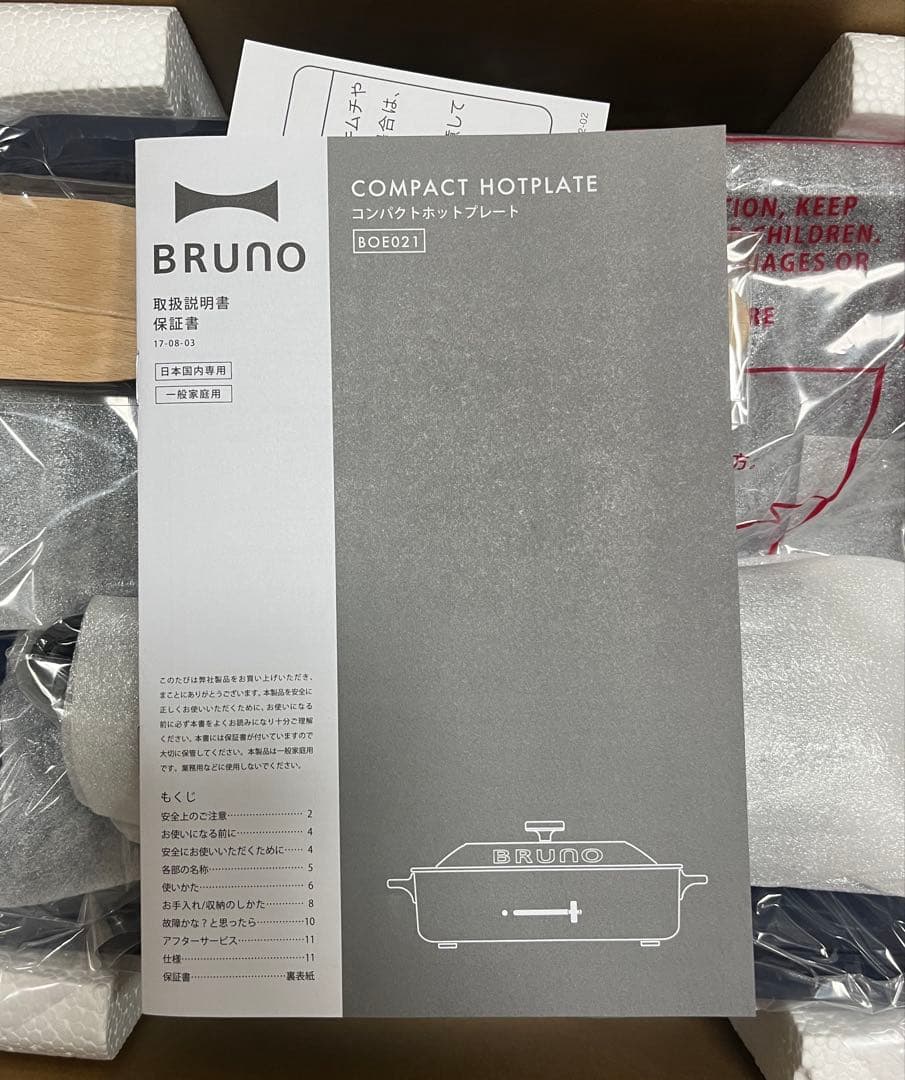 ムチや
合は、
して
2-02
BRUNO
取扱説明書
保証書
17-08-03
日本国内専用
一般家庭用
COMPACT HOTPLATE
コンパクトホットプレート
BOE021
TION, KEEP
CHILDREN.
IAGES OR
RE
方。
このたびは弊社製品をお買い上げいただき、
まことにありがとうございます。本製品を安全に
正しくお使いいただくために、お使いになる
前に必ず本書をよくお読みになり十分ご理解
ください。本書には保証書が付いていますので
大切に保管してください。本製品は一般家庭用
です。業務用などに使用しないでください。
もくじ
安全上のご注意……………………2
お使いになる前に…………………4
安全にお使いいただくために……4
各部の名称…………………………5
使いかた……………………………6
お手入れ/収納のしかた…………8
故障かな？と思ったら……………10
アフターサービス…………………11
仕様…………………………………11
保証書…………………………裏表紙
BRUNO